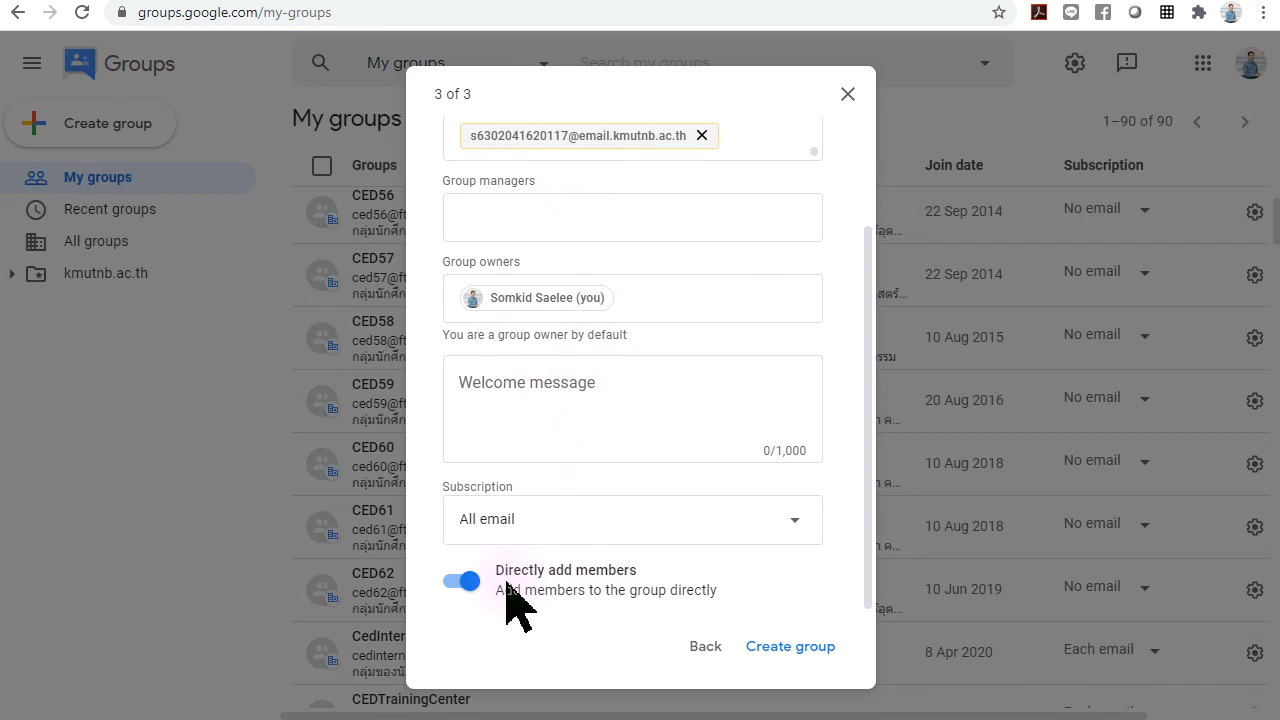 groups.google.com/my-groups
Groups
My groups
Search my groups
Create group
My groups
Recent groups
All groups
kmutnb.ac.th
My groups
1–90 of 90
Groups
Join date
Subscription
CED56
22 Sep 2014
No email
CED57
22 Sep 2014
No email
CED58
10 Aug 2015
No email
CED59
20 Aug 2016
No email
CED60
10 Aug 2018
No email
CED61
10 Aug 2018
No email
CED62
10 Jun 2019
No email
CedInter
cedintern
8 Apr 2020
Each email
CEDTrainingCenter
3 of 3
s6302041620117@email.kmutnb.ac.th
Group managers
Group owners
Somkid Saelee (you)
You are a group owner by default
Welcome message
0/1,000
Subscription
All email
Directly add members
Add members to the group directly
Back
Create group